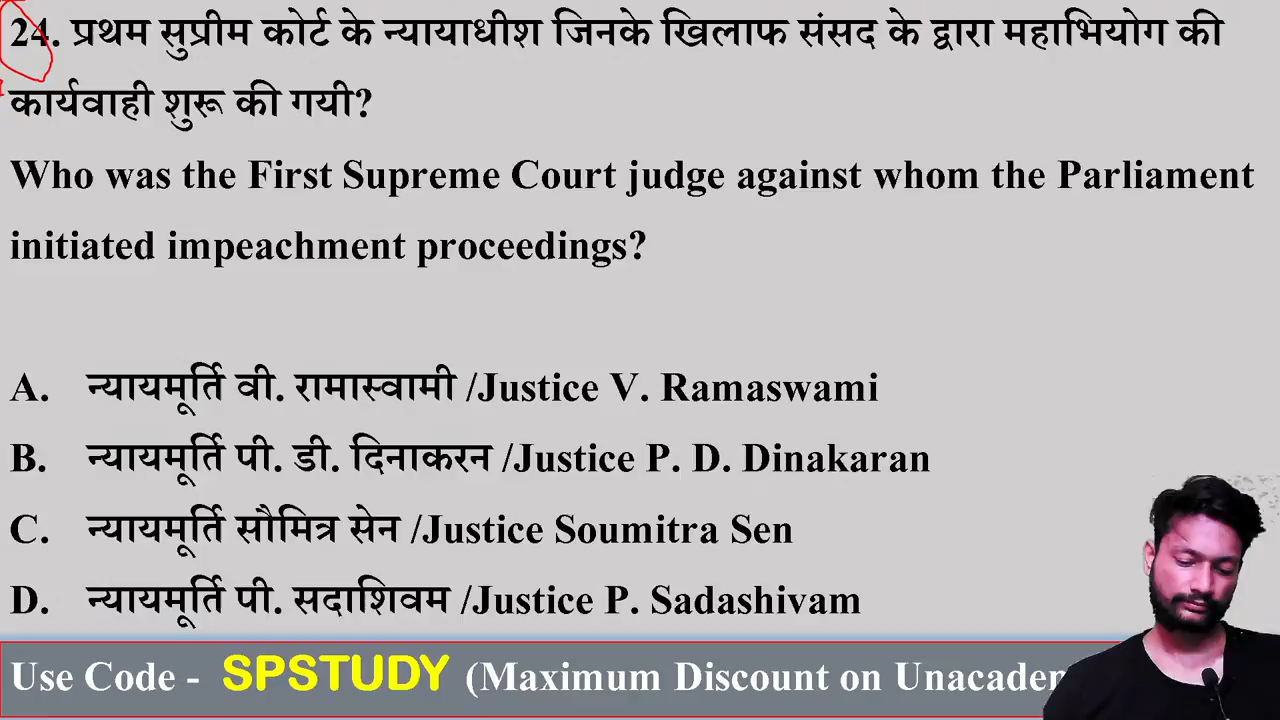 24. प्रथम सुप्रीम कोर्ट के न्यायाधीश जिनके खिलाफ संसद के द्वारा महाभियोग की
कार्यवाही शुरू की गयी?
Who was the First Supreme Court judge against whom the Parliament
initiated impeachment proceedings?
A. न्यायमूर्ति वी. रामास्वामी /Justice V. Ramaswami
B. न्यायमूर्ति पी. डी. दिनाकरन /Justice P. D. Dinakaran
C. न्यायमूर्ति सौमित्र सेन /Justice Soumitra Sen
D. न्यायमूर्ति पी. सदाशिवम /Justice P. Sadashivam
Use Code - SPSTUDY (Maximum Discount on